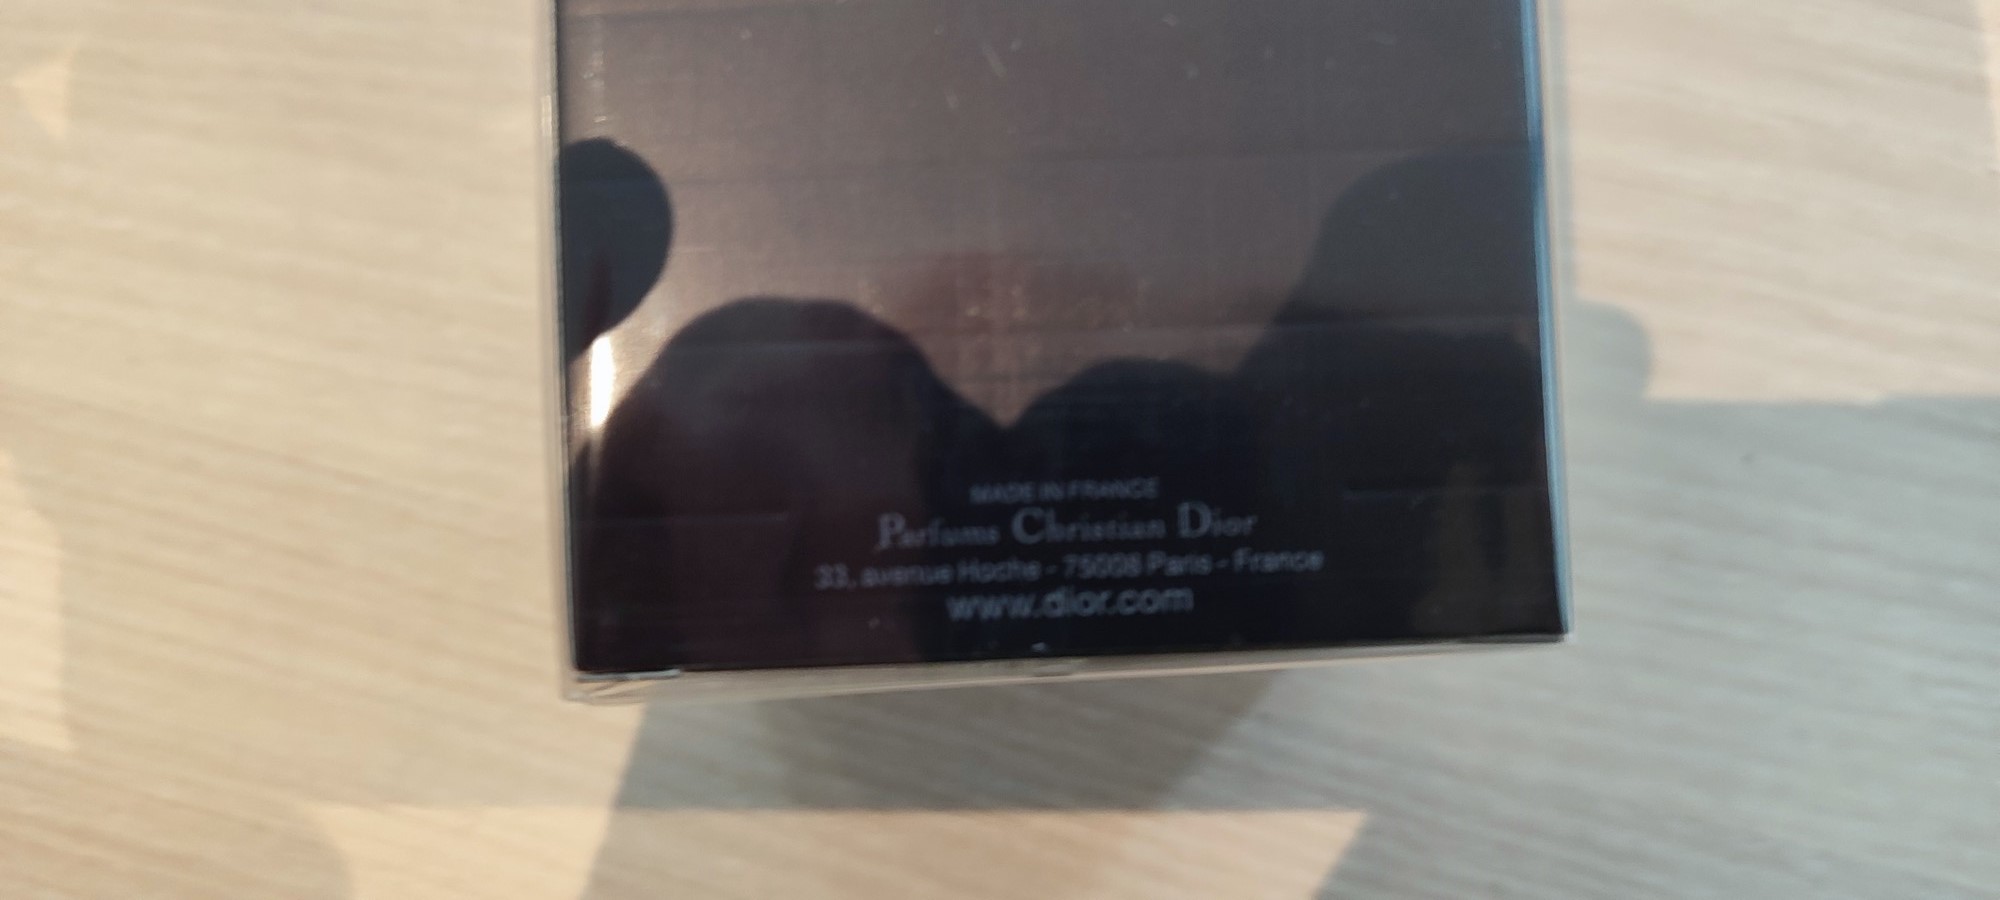 MADE IN FRANCE
Parfums Christian Dior
33, avenue Hoche - 75008 Paris - France
www.dior.com